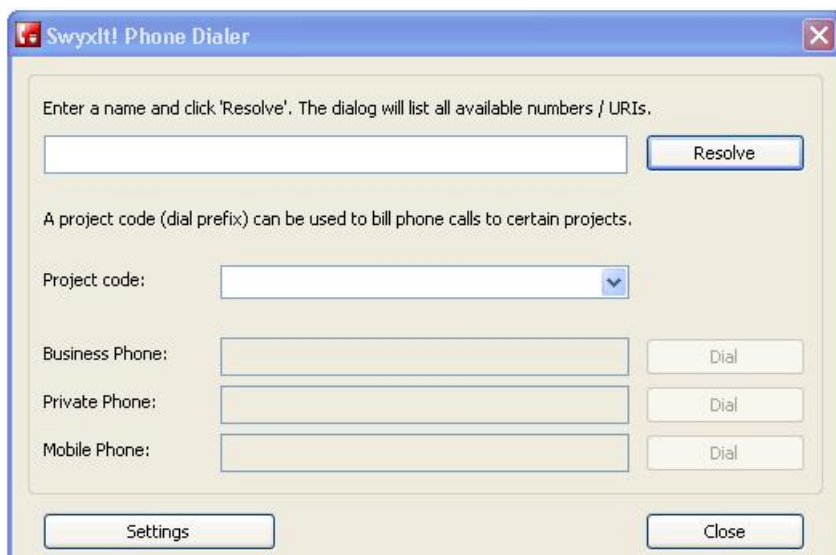 SwyxIt! Phone Dialer
Enter a name and click 'Resolve'. The dialog will list all available numbers / URIs.
Resolve
A project code (dial prefix) can be used to bill phone calls to certain projects.
Project code:
Business Phone:
Dial
Private Phone:
Dial
Mobile Phone:
Dial
Settings
Close